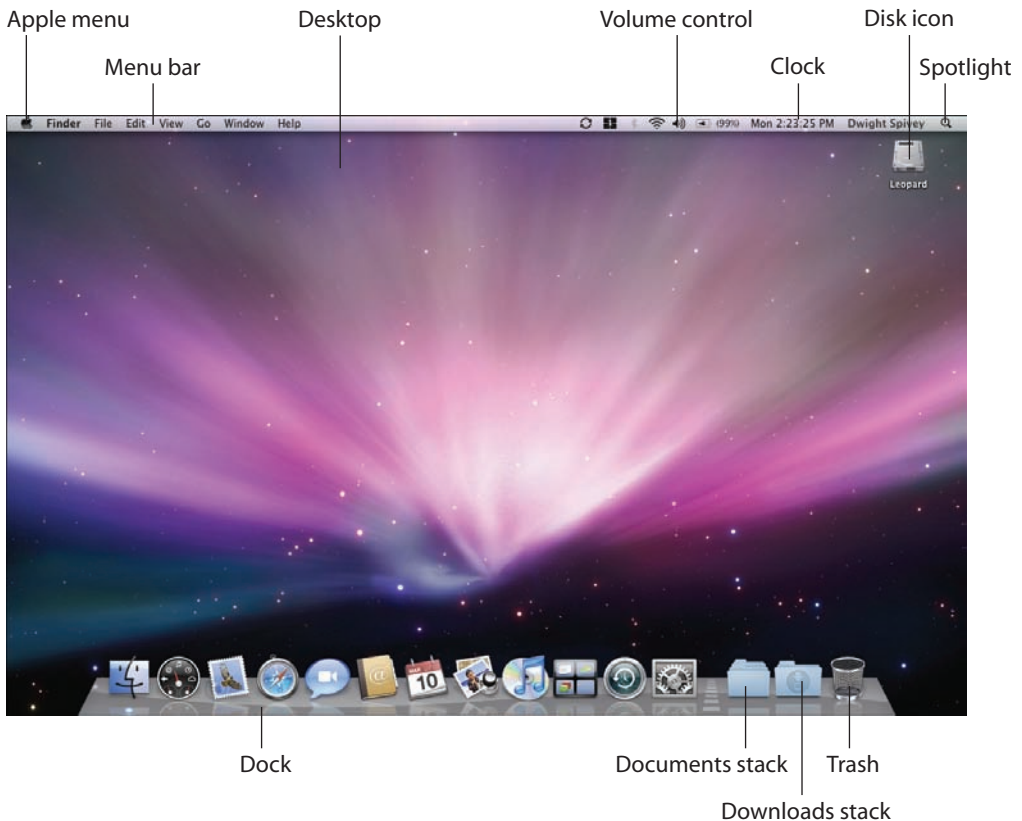 Apple menu
Desktop
Volume control
Disk icon
Menu bar
Clock
Spotlight
Finder File Edit View Go Window Help
(99%) Mon 2:23:25 PM Dwight Spivey
Leopard
@
10
Dock
Documents stack
Trash
Downloads stack